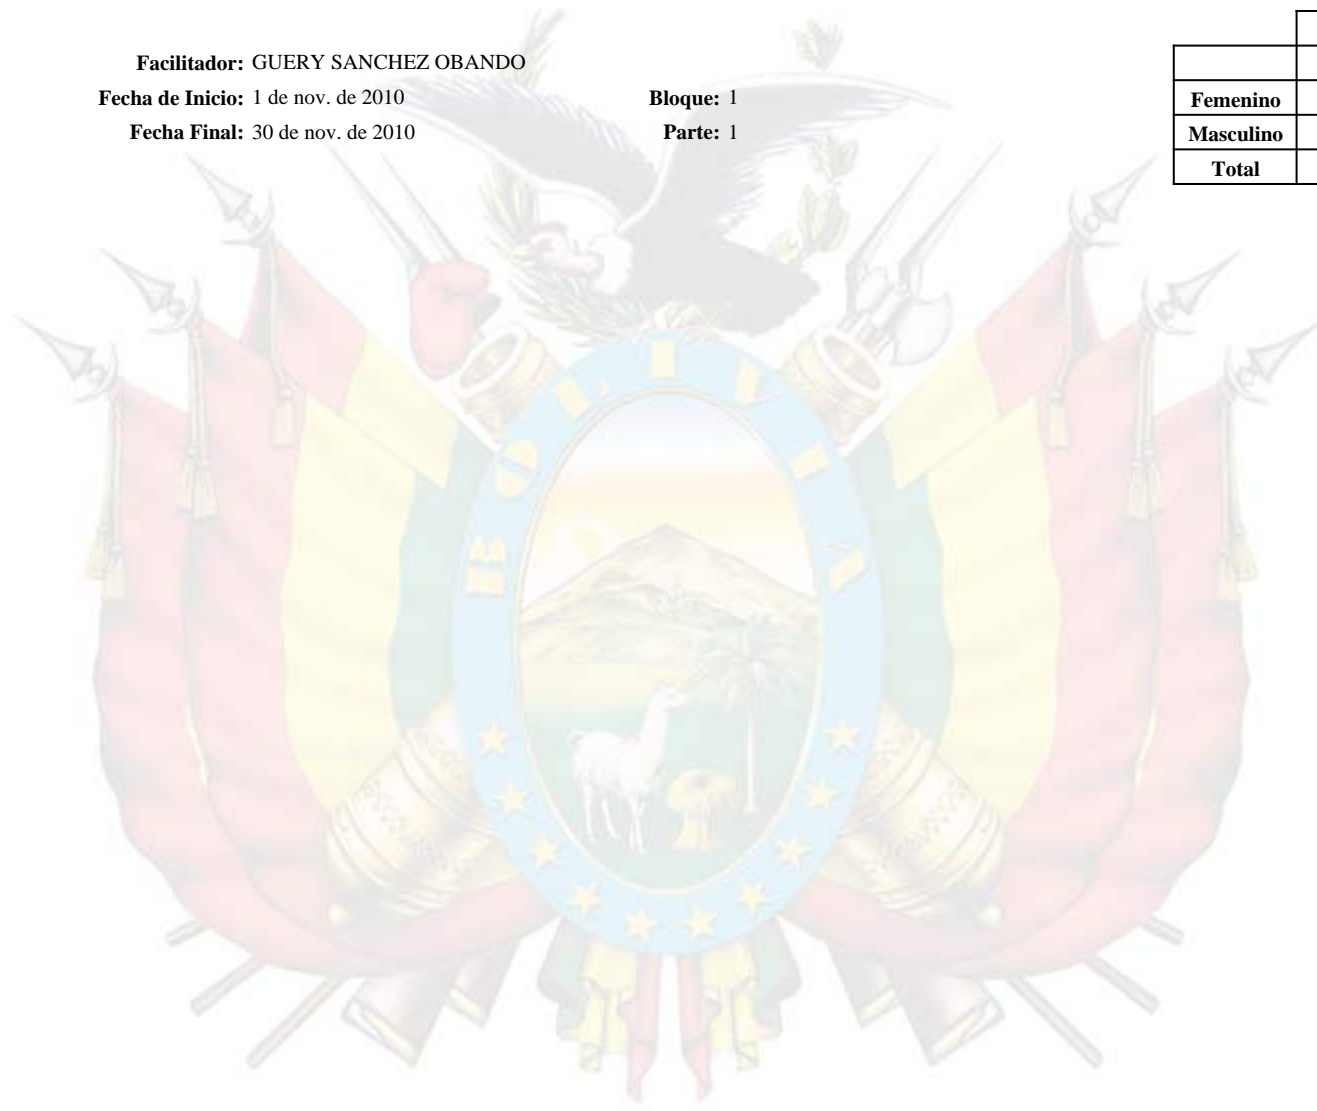 Facilitador: GUERY SANCHEZ OBANDO
Fecha de Inicio: 1 de nov. de 2010 Bloque: 1
Fecha Final: 30 de nov. de 2010 Parte: 1
Femenino
Masculino
Total
BOLIVIA